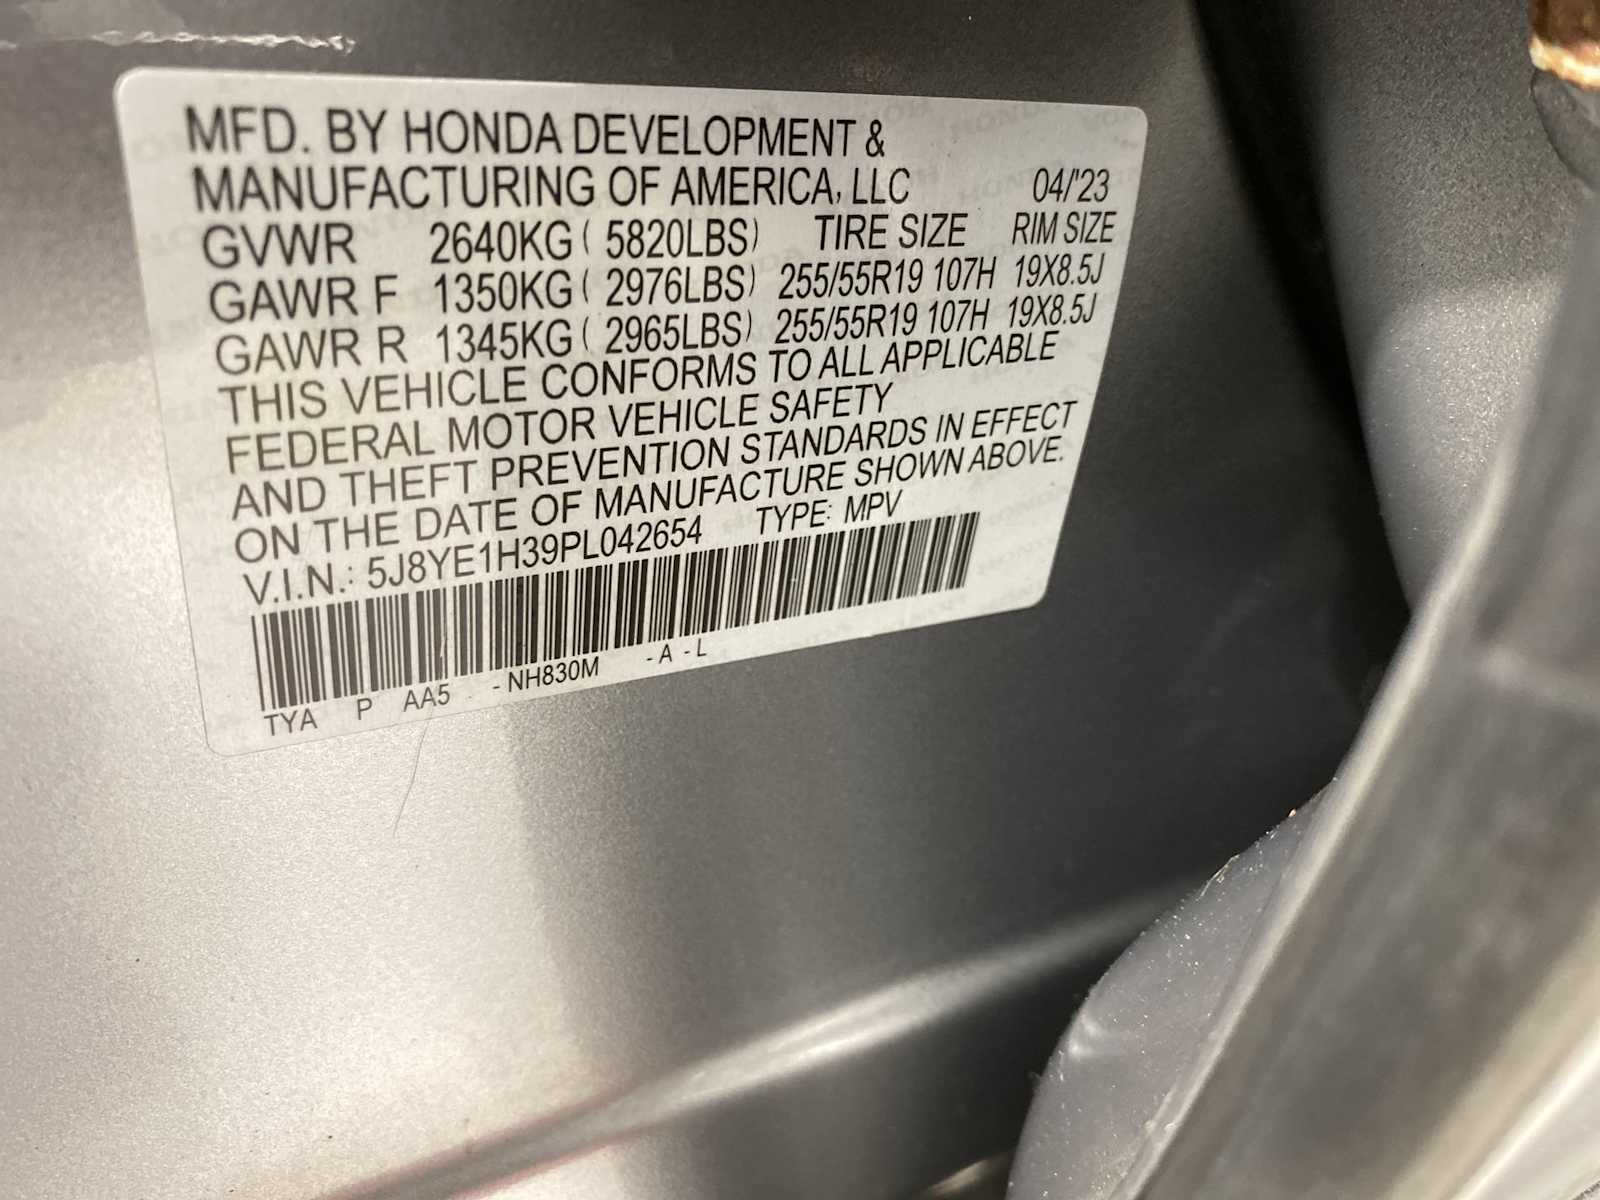 MFD. BY HONDA DEVELOPMENT &
MANUFACTURING OF AMERICA, LLC 04/'23
GVWR 2640KG ( 5820LBS) TIRE SIZE RIM SIZE
GAWR F 1350KG ( 2976LBS) 255/55R19 107H 19X8.5J
GAWR R 1345KG ( 2965LBS) 255/55R19 107H 19X8.5J
THIS VEHICLE CONFORMS TO ALL APPLICABLE
FEDERAL MOTOR VEHICLE SAFETY
AND THEFT PREVENTION STANDARDS IN EFFECT
ON THE DATE OF MANUFACTURE SHOWN ABOVE.
V.I.N.: 5J8YE1H39PL042654 TYPE: MPV
TYA P AA5 - NH830M - A - L